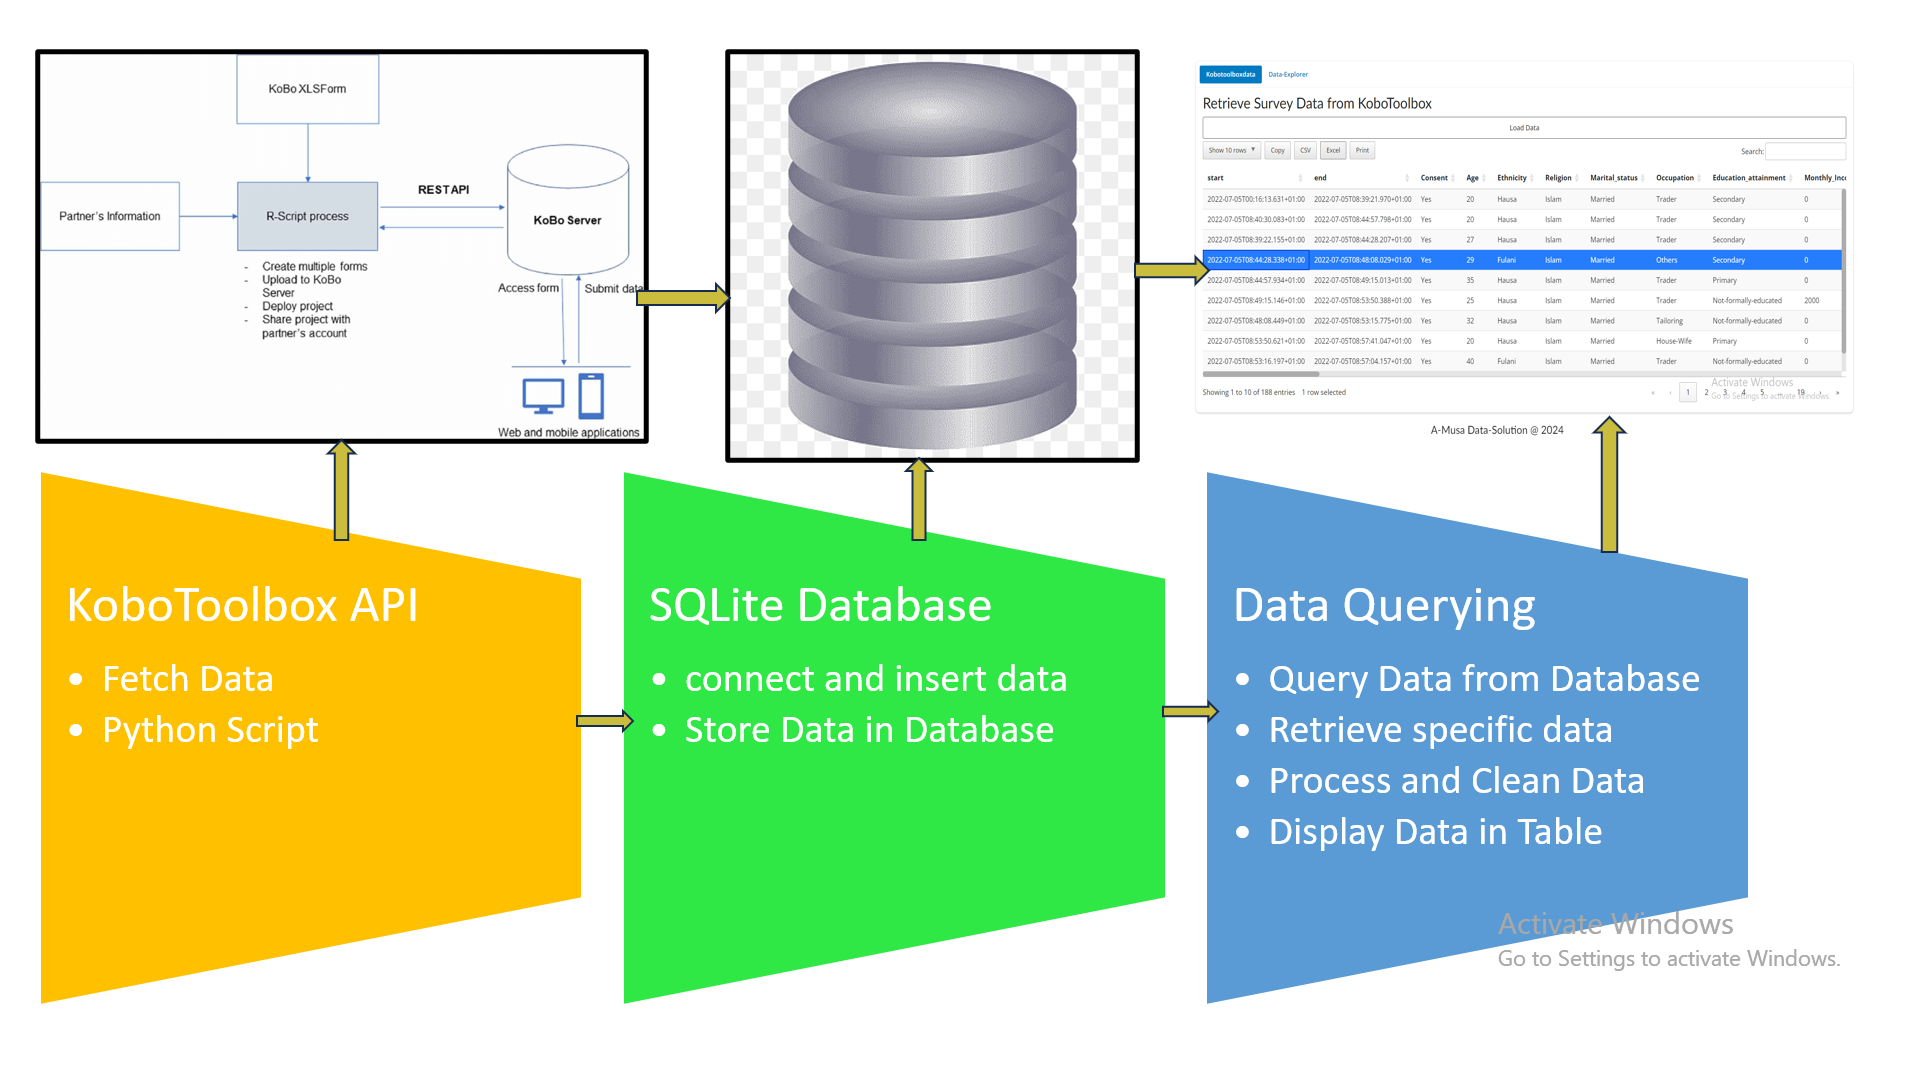 KoBo XLSForm
Partner's Information
R-Script process
REST API
KoBo Server
- Create multiple forms
- Upload to KoBo
Server
- Deploy project
- Share project with
partner's account
Access form
Submit data
Web and mobile applications
Kobotoolboxdata Data-Explorer
Retrieve Survey Data from KoboToolbox
Load Data
Show 10 rows Copy CSV Excel Print Search:
start end Consent Age Ethnicity Religion Marital_status Occupation Education_attainment Monthly_Inco
2022-07-05T00:16:13.631+01:00 2022-07-05T08:39:21.970+01:00 Yes 20 Hausa Islam Married Trader Secondary 0
2022-07-05T08:40:30.083+01:00 2022-07-05T08:44:57.798+01:00 Yes 20 Hausa Islam Married Trader Secondary 0
2022-07-05T08:39:22.155+01:00 2022-07-05T08:44:28.207+01:00 Yes 27 Hausa Islam Married Trader Secondary 0
2022-07-05T08:44:28.338+01:00 2022-07-05T08:48:08.029+01:00 Yes 29 Fulani Islam Married Others Secondary 0
2022-07-05T08:44:57.934+01:00 2022-07-05T08:49:15.013+01:00 Yes 35 Hausa Islam Married Trader Primary 0
2022-07-05T08:49:15.146+01:00 2022-07-05T08:53:50.388+01:00 Yes 25 Hausa Islam Married Trader Not-formally-educated 2000
2022-07-05T08:48:08.449+01:00 2022-07-05T08:53:15.775+01:00 Yes 32 Hausa Islam Married Tailoring Not-formally-educated 0
2022-07-05T08:53:50.621+01:00 2022-07-05T08:57:41.047+01:00 Yes 20 Hausa Islam Married House-Wife Primary 0
2022-07-05T08:53:16.197+01:00 2022-07-05T08:57:04.157+01:00 Yes 40 Fulani Islam Married Trader Not-formally-educated 0
Activate Windows
Go to Settings to activate Windows.
Showing 1 to 10 of 188 entries 1 row selected « ‹ 1 2 3 4 5 … 19 › »
A-Musa Data-Solution @ 2024
KoboToolbox API
• Fetch Data
• Python Script
SQLite Database
• connect and insert data
• Store Data in Database
Data Querying
• Query Data from Database
• Retrieve specific data
• Process and Clean Data
• Display Data in Table
Activate Windows
Go to Settings to activate Windows.